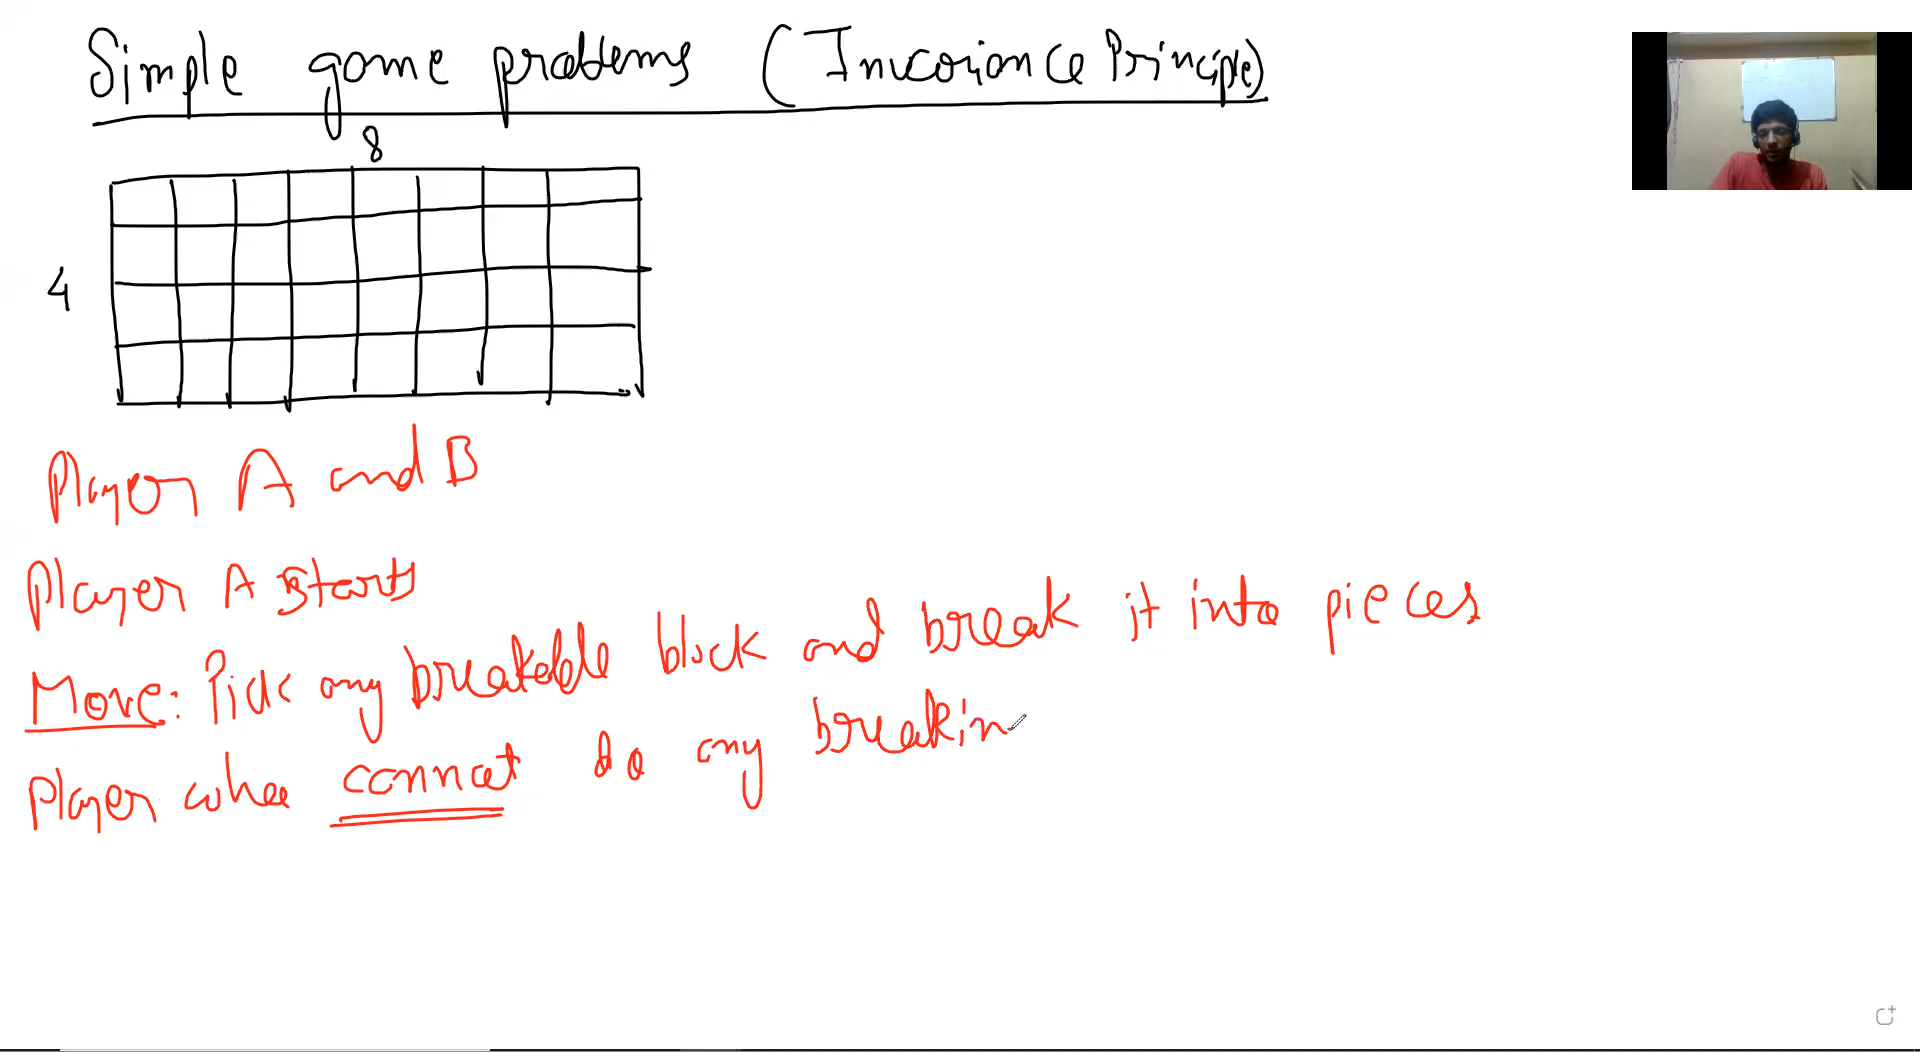 Simple game problems (Invariance Principle)
8
4
Player A and B
Player A starts
Move: Pick any breakable block and break it into pieces
Player who cannot do any breakin